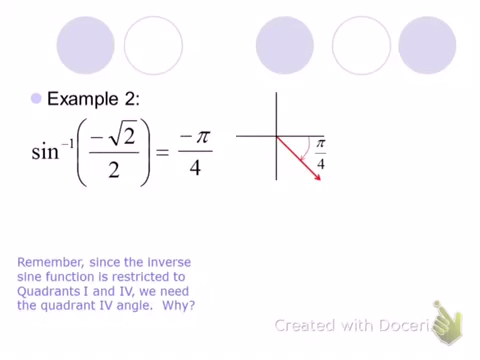 Example 2:
sin⁻¹(−√2/2) = −π/4
π/4
Remember, since the inverse
sine function is restricted to
Quadrants I and IV, we need
the quadrant IV angle.  Why?
Created with Doceri